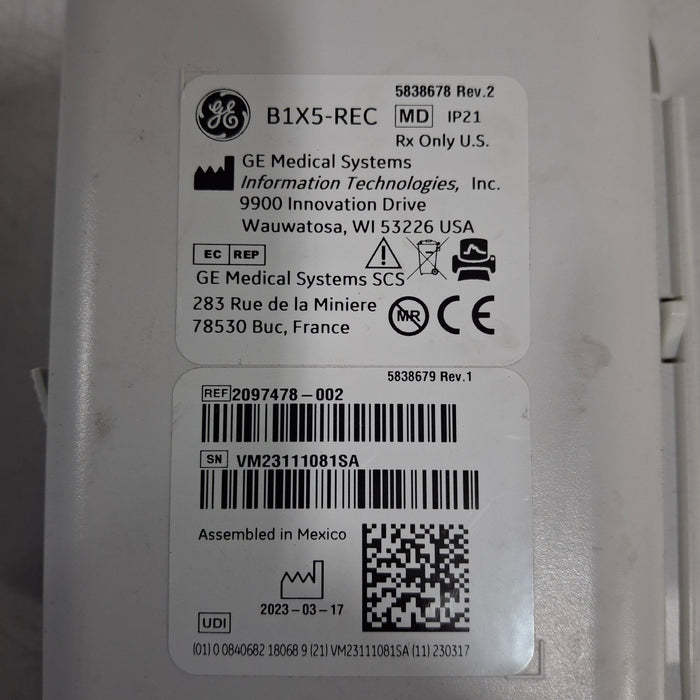 5838678 Rev.2
GE B1X5-REC MD IP21
Rx Only U.S.
GE Medical Systems
Information Technologies, Inc.
9900 Innovation Drive
Wauwatosa, WI 53226 USA
EC REP
GE Medical Systems SCS
283 Rue de la Miniere
78530 Buc, France
MR CE
5838679 Rev.1
REF 2097478-002
SN VM23111081SA
Assembled in Mexico
2023-03-17
UDI
(01) 0 0840682 18068 9 (21) VM23111081SA (11) 230317